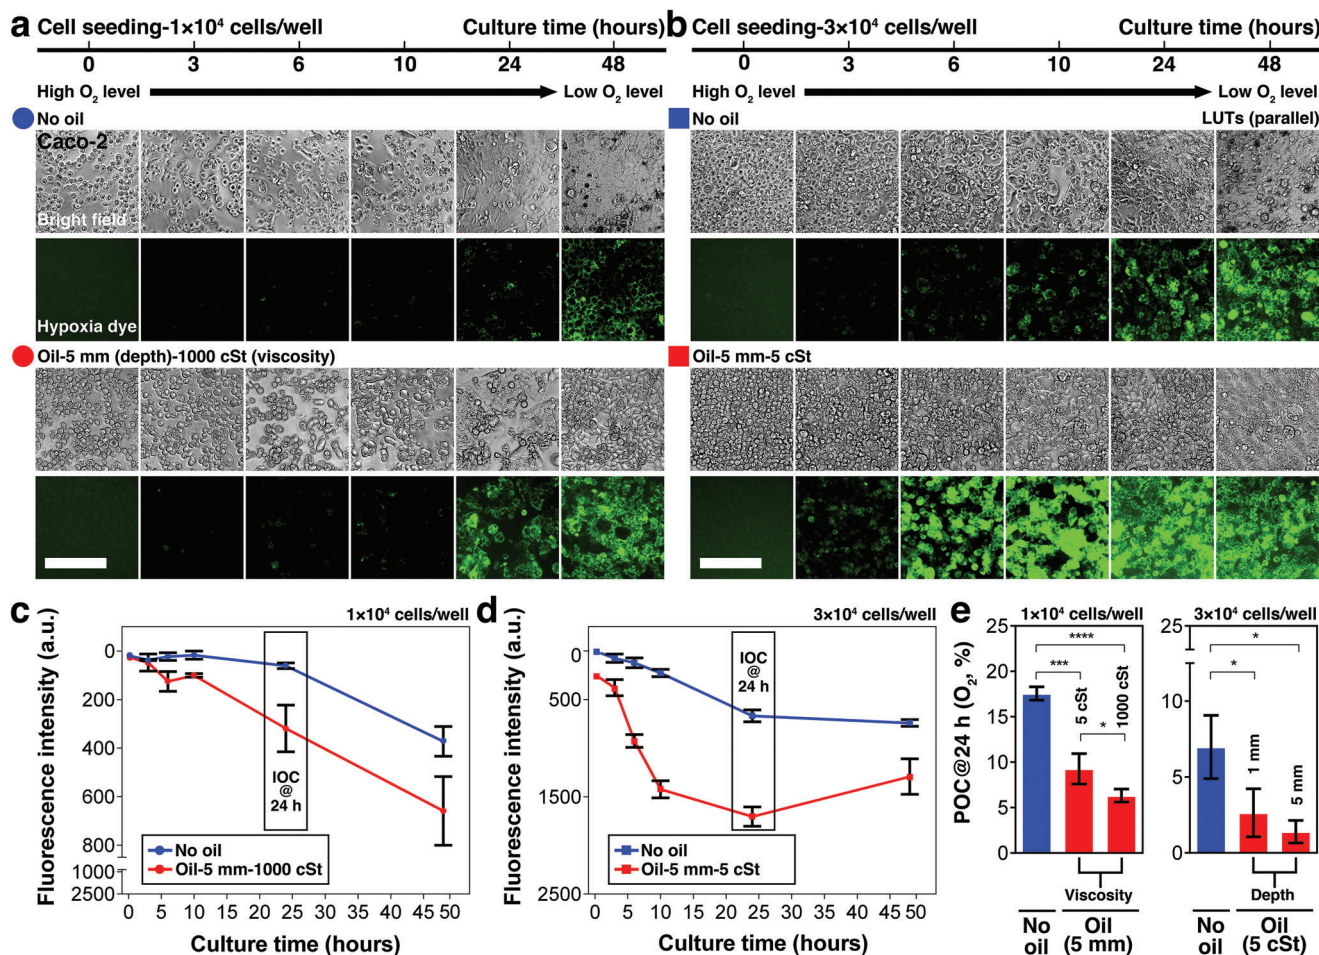 a Cell seeding-1×10⁴ cells/well Culture time (hours)
0 3 6 10 24 48
High O₂ level Low O₂ level
No oil
Caco-2
Bright field
Hypoxia dye
Oil-5 mm (depth)-1000 cSt (viscosity)
b Cell seeding-3×10⁴ cells/well Culture time (hours)
0 3 6 10 24 48
High O₂ level Low O₂ level
No oil LUTs (parallel)
Oil-5 mm-5 cSt
c 1×10⁴ cells/well
Fluorescence intensity (a.u.)
0
200
400
600
800
1000
2500
IOC
@
24 h
No oil
Oil-5 mm-1000 cSt
0 5 10 15 20 25 30 35 40 45 50
Culture time (hours)
d 3×10⁴ cells/well
Fluorescence intensity (a.u.)
0
500
1500
2500
IOC
@
24 h
No oil
Oil-5 mm-5 cSt
0 5 10 15 20 25 30 35 40 45 50
Culture time (hours)
e 1×10⁴ cells/well 3×10⁴ cells/well
POC@24 h (O₂, %)
25
20
15
10
5
0
****
***
*
5 cSt
1000 cSt
Viscosity
No
oil
Oil
(5 mm)
25
10
5
0
*
*
1 mm
5 mm
Depth
No
oil
Oil
(5 cSt)